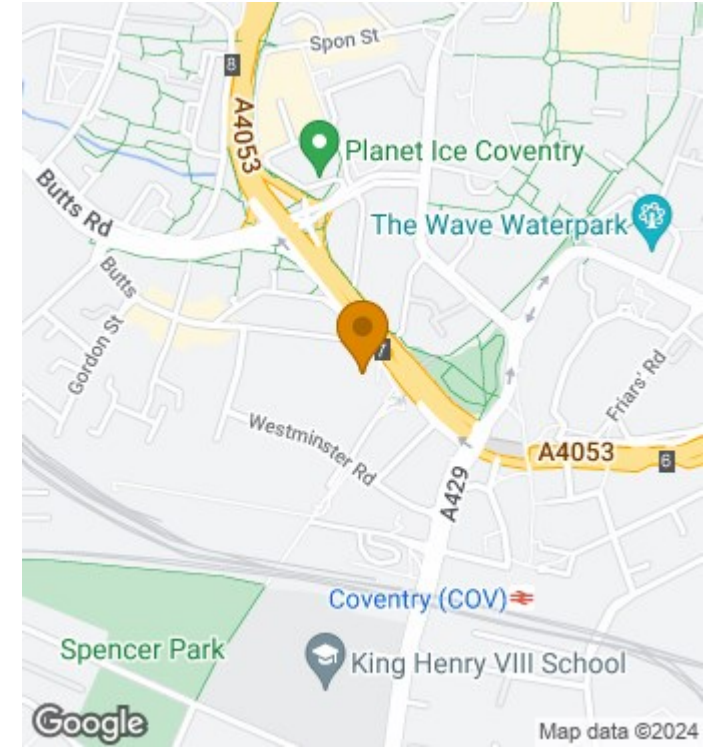 Spon St
8
A4053
Planet Ice Coventry
Butts Rd
The Wave Waterpark
Butts
Gordon St
7
Friars' Rd
Westminster Rd
A4053
6
A429
Coventry (COV)
Spencer Park
King Henry VIII School
Google
Map data ©2024